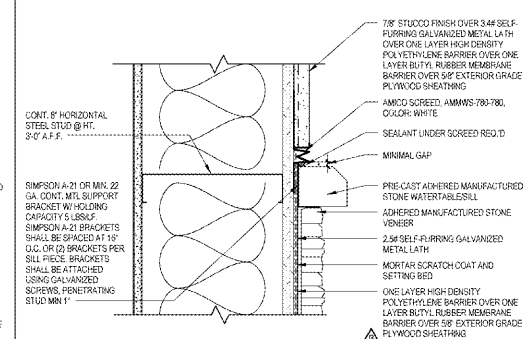 7/8" STUCCO FINISH OVER 3.4# SELF-
FURRING GALVANIZED METAL LATH
OVER ONE LAYER HIGH DENSITY
POLYETHYLENE BARRIER OVER ONE
LAYER BUTYL RUBBER MEMBRANE
BARRIER OVER 5/8" EXTERIOR GRADE
PLYWOOD SHEATHING
AMICO SCREED, AMMWS-780-780,
COLOR: WHITE
SEALANT UNDER SCREED REQ.'D
MINIMAL GAP
PRE-CAST ADHERED MANUFACTURED
STONE WATERTABLE/SILL
ADHERED MANUFACTURED STONE
VENEER
2.5# SELF-FURRING GALVANIZED
METAL LATH
MORTAR SCRATCH COAT AND
SETTING BED
ONE LAYER HIGH DENSITY
POLYETHYLENE BARRIER OVER ONE
LAYER BUTYL RUBBER MEMBRANE
BARRIER OVER 5/8" EXTERIOR GRADE
PLYWOOD SHEATHING
CONT. 8" HORIZONTAL
STEEL STUD @ HT.
3'-0" A.F.F.
SIMPSON A-21 OR MIN. 22
GA. CONT. MTL SUPPORT
BRACKET W/ HOLDING
CAPACITY 5 LBS/LF.
SIMPSON A-21 BRACKETS
SHALL BE SPACED AT 16"
O.C. OR (2) BRACKETS PER
SILL PIECE. BRACKETS
SHALL BE ATTACHED
USING GALVANIZED
SCREWS, PENETRATING
STUD MIN 1"